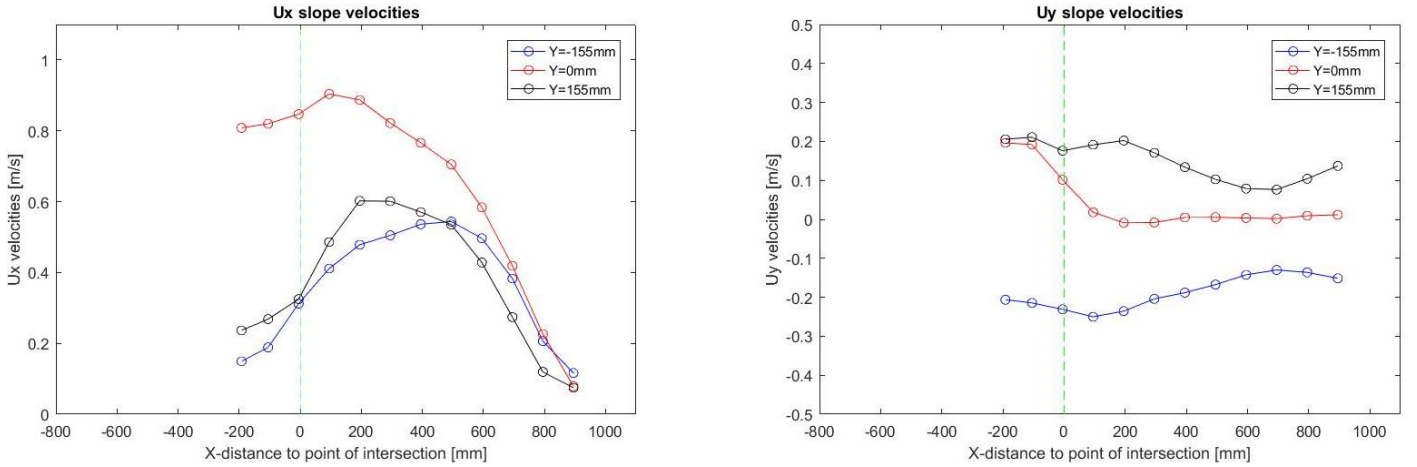 Ux slope velocities
1
0.8
0.6
0.4
0.2
0
Ux velocities [m/s]
-800 -600 -400 -200 0 200 400 600 800 1000
X-distance to point of intersection [mm]
Y=-155mm
Y=0mm
Y=155mm
Uy slope velocities
0.5
0.4
0.3
0.2
0.1
0
-0.1
-0.2
-0.3
-0.4
-0.5
Uy velocities [m/s]
-800 -600 -400 -200 0 200 400 600 800 1000
X-distance to point of intersection [mm]
Y=-155mm
Y=0mm
Y=155mm